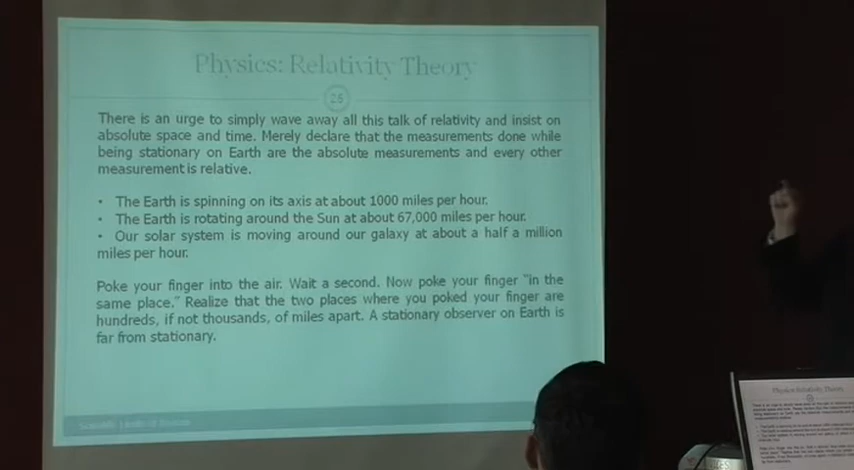 Physics: Relativity Theory
26
There is an urge to simply wave away all this talk of relativity and insist on
absolute space and time. Merely declare that the measurements done while
being stationary on Earth are the absolute measurements and every other
measurement is relative.
• The Earth is spinning on its axis at about 1000 miles per hour.
• The Earth is rotating around the Sun at about 67,000 miles per hour.
• Our solar system is moving around our galaxy at about a half a million
miles per hour.
Poke your finger into the air. Wait a second. Now poke your finger "in the
same place." Realize that the two places where you poked your finger are
hundreds, if not thousands, of miles apart. A stationary observer on Earth is
far from stationary.
Physics: Relativity Theory